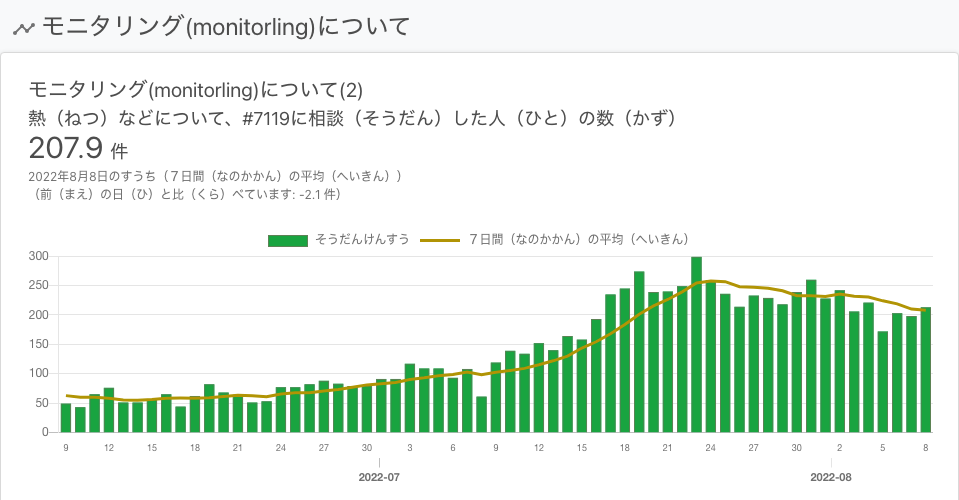 モニタリング(monitorling)について
モニタリング(monitorling)について(2)
熱（ねつ）などについて、#7119に相談（そうだん）した人（ひと）の数（かず）
207.9 件
2022年8月8日のすうち（７日間（なのかかん）の平均（へいきん））
（前（まえ）の日（ひ）と比（くら）べています: -2.1 件）
そうだんけんすう ７日間（なのかかん）の平均（へいきん）
300
250
200
150
100
50
0
9 12 15 18 21 24 27 30 3 6 9 12 15 18 21 24 27 30 2 5 8
2022-07 2022-08